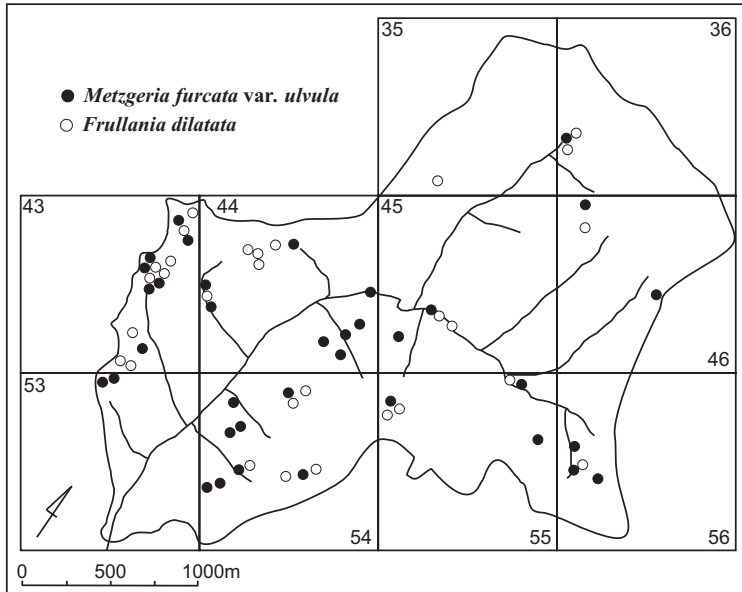 35 36
Metzgeria furcata var. ulvula
Frullania dilatata
43 44 45
53 46
54 55 56
0 500 1000m